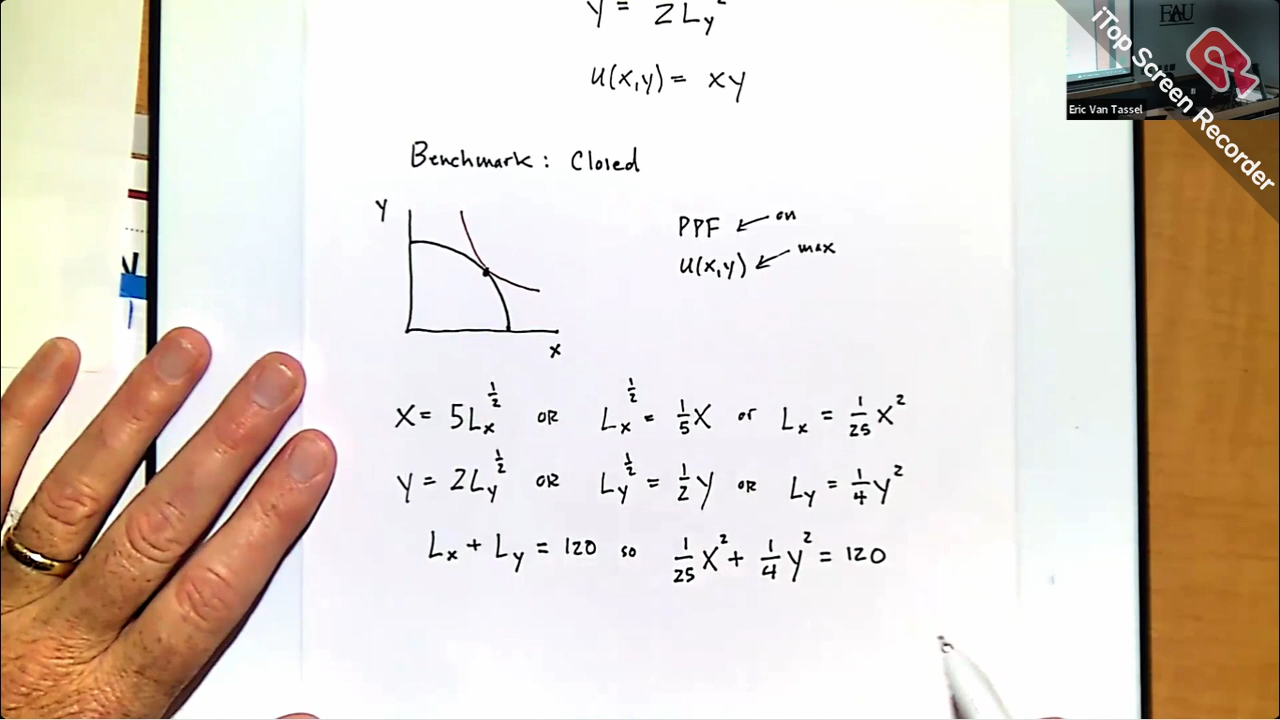 y = 2Ly^½
u(x,y) = xy
Benchmark: Closed
y
x
PPF ← on
u(x,y) ← max
X = 5Lx^½ OR Lx^½ = 1/5 X or Lx = 1/25 X²
y = 2Ly^½ OR Ly^½ = 1/2 y OR Ly = 1/4 y²
Lx + Ly = 120 so 1/25 X² + 1/4 y² = 120
FAU
Eric Van Tassel
iTop Screen Recorder